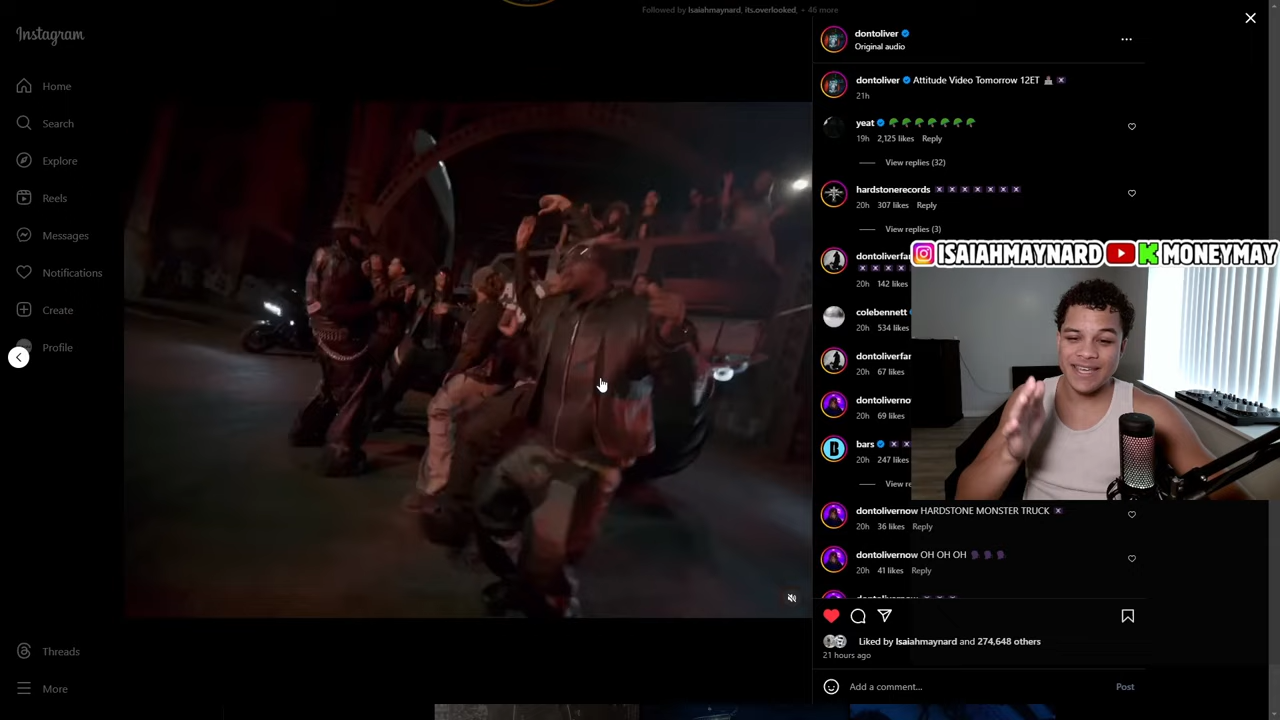 Followed by Isaiahmaynard, its.overlooked, + 46 more
Instagram
Home
Search
Explore
Reels
Messages
Notifications
Create
Profile
Threads
More
dontoliver
Original audio
dontoliver Attitude Video Tomorrow 12ET
21h
yeat
19h 2,125 likes Reply
View replies (32)
hardstonerecords
20h 307 likes Reply
View replies (3)
ISAIAHMAYNARD K MONEYMAY
20h 142 likes
colebennett
20h 534 likes
20h 67 likes
20h 69 likes
bars
20h 247 likes
dontolivernow HARDSTONE MONSTER TRUCK
20h 36 likes Reply
dontolivernow OH OH OH
20h 41 likes Reply
Liked by Isaiahmaynard and 274,648 others
21 hours ago
Add a comment...
Post